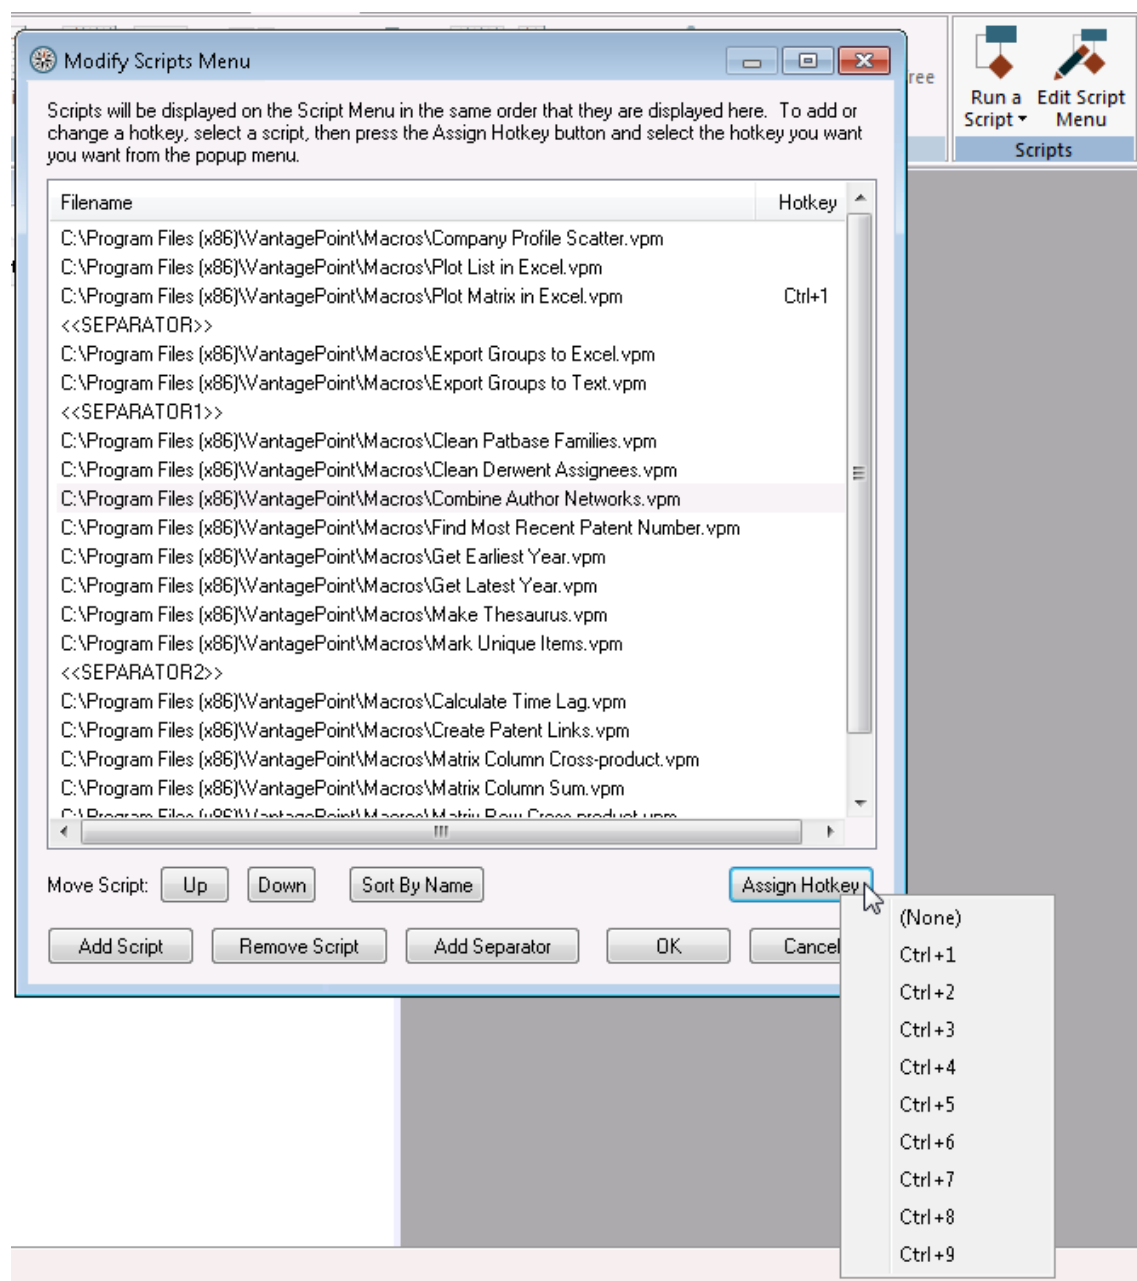 Modify Scripts Menu
ree
Run a
Script
Edit Script
Menu
Scripts
Scripts will be displayed on the Script Menu in the same order that they are displayed here. To add or
change a hotkey, select a script, then press the Assign Hotkey button and select the hotkey you want
you want from the popup menu.
Filename Hotkey
C:\Program Files (x86)\VantagePoint\Macros\Company Profile Scatter.vpm
C:\Program Files (x86)\VantagePoint\Macros\Plot List in Excel.vpm
C:\Program Files (x86)\VantagePoint\Macros\Plot Matrix in Excel.vpm Ctrl+1
<<SEPARATOR>>
C:\Program Files (x86)\VantagePoint\Macros\Export Groups to Excel.vpm
C:\Program Files (x86)\VantagePoint\Macros\Export Groups to Text.vpm
<<SEPARATOR1>>
C:\Program Files (x86)\VantagePoint\Macros\Clean Patbase Families.vpm
C:\Program Files (x86)\VantagePoint\Macros\Clean Derwent Assignees.vpm
C:\Program Files (x86)\VantagePoint\Macros\Combine Author Networks.vpm
C:\Program Files (x86)\VantagePoint\Macros\Find Most Recent Patent Number.vpm
C:\Program Files (x86)\VantagePoint\Macros\Get Earliest Year.vpm
C:\Program Files (x86)\VantagePoint\Macros\Get Latest Year.vpm
C:\Program Files (x86)\VantagePoint\Macros\Make Thesaurus.vpm
C:\Program Files (x86)\VantagePoint\Macros\Mark Unique Items.vpm
<<SEPARATOR2>>
C:\Program Files (x86)\VantagePoint\Macros\Calculate Time Lag.vpm
C:\Program Files (x86)\VantagePoint\Macros\Create Patent Links.vpm
C:\Program Files (x86)\VantagePoint\Macros\Matrix Column Cross-product.vpm
C:\Program Files (x86)\VantagePoint\Macros\Matrix Column Sum.vpm
C:\Program Files (x86)\VantagePoint\Macros\Matrix Row Cross-product.vpm
Move Script: Up Down Sort By Name Assign Hotkey
Add Script Remove Script Add Separator OK Cancel
(None)
Ctrl+1
Ctrl+2
Ctrl+3
Ctrl+4
Ctrl+5
Ctrl+6
Ctrl+7
Ctrl+8
Ctrl+9